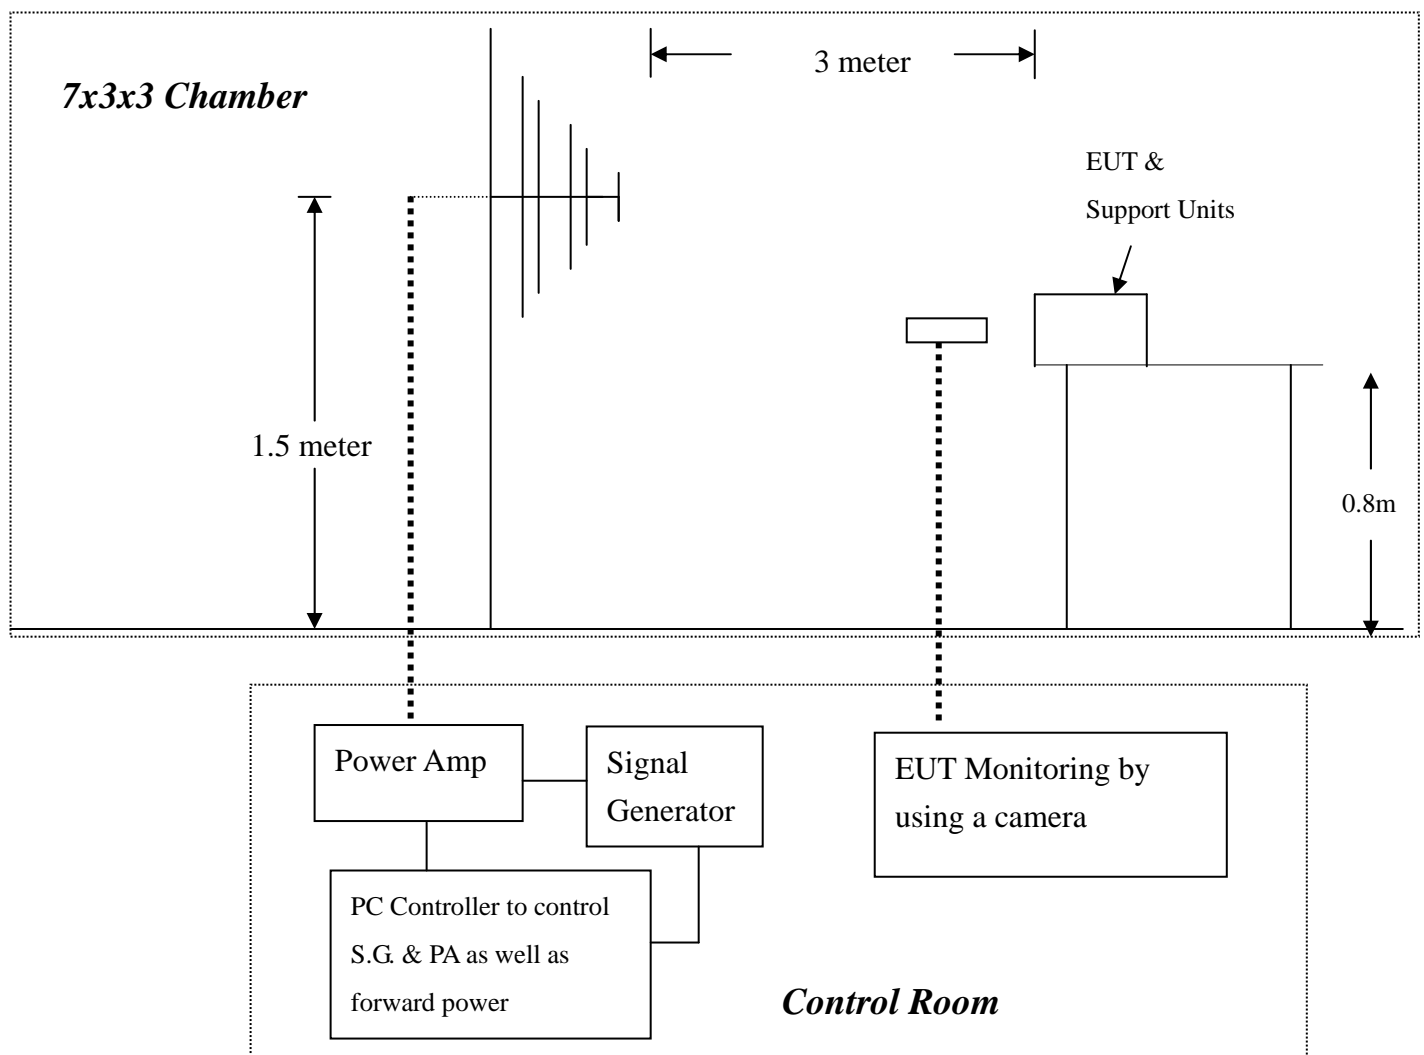 7x3x3 Chamber
3 meter
EUT &
Support Units
1.5 meter
0.8m
Power Amp
Signal
Generator
EUT Monitoring by
using a camera
PC Controller to control
S.G. & PA as well as
forward power
Control Room